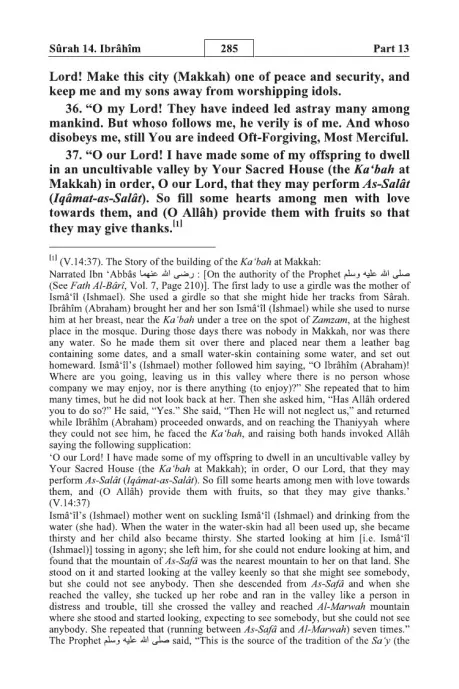 Sûrah 14. Ibrâhîm 285 Part 13
Lord! Make this city (Makkah) one of peace and security, and
keep me and my sons away from worshipping idols.
36. “O my Lord! They have indeed led astray many among
mankind. But whoso follows me, he verily is of me. And whoso
disobeys me, still You are indeed Oft-Forgiving, Most Merciful.
37. “O our Lord! I have made some of my offspring to dwell
in an uncultivable valley by Your Sacred House (the Ka‘bah at
Makkah) in order, O our Lord, that they may perform As-Salât
(Iqâmat-as-Salât). So fill some hearts among men with love
towards them, and (O Allâh) provide them with fruits so that
they may give thanks.[1]
[1] (V.14:37). The Story of the building of the Ka‘bah at Makkah:
Narrated Ibn ‘Abbâs رضى الله عنهما : [On the authority of the Prophet صلى الله عليه وسلم
(See Fath Al-Bârî, Vol. 7, Page 210)]. The first lady to use a girdle was the mother of
Ismâ‘îl (Ishmael). She used a girdle so that she might hide her tracks from Sârah.
Ibrâhîm (Abraham) brought her and her son Ismâ‘îl (Ishmael) while she used to nurse
him at her breast, near the Ka‘bah under a tree on the spot of Zamzam, at the highest
place in the mosque. During those days there was nobody in Makkah, nor was there
any water. So he made them sit over there and placed near them a leather bag
containing some dates, and a small water-skin containing some water, and set out
homeward. Ismâ‘îl’s (Ishmael) mother followed him saying, “O Ibrâhîm (Abraham)!
Where are you going, leaving us in this valley where there is no person whose
company we may enjoy, nor is there anything (to enjoy)?” She repeated that to him
many times, but he did not look back at her. Then she asked him, “Has Allâh ordered
you to do so?” He said, “Yes.” She said, “Then He will not neglect us,” and returned
while Ibrâhîm (Abraham) proceeded onwards, and on reaching the Thaniyyah where
they could not see him, he faced the Ka‘bah, and raising both hands invoked Allâh
saying the following supplication:
‘O our Lord! I have made some of my offspring to dwell in an uncultivable valley by
Your Sacred House (the Ka‘bah at Makkah); in order, O our Lord, that they may
perform As-Salât (Iqâmat-as-Salât). So fill some hearts among men with love towards
them, and (O Allâh) provide them with fruits, so that they may give thanks.’
(V.14:37)
Ismâ‘îl’s (Ishmael) mother went on suckling Ismâ‘îl (Ishmael) and drinking from the
water (she had). When the water in the water-skin had all been used up, she became
thirsty and her child also became thirsty. She started looking at him [i.e. Ismâ‘îl
(Ishmael)] tossing in agony; she left him, for she could not endure looking at him, and
found that the mountain of As-Safâ was the nearest mountain to her on that land. She
stood on it and started looking at the valley keenly so that she might see somebody,
but she could not see anybody. Then she descended from As-Safâ and when she
reached the valley, she tucked up her robe and ran in the valley like a person in
distress and trouble, till she crossed the valley and reached Al-Marwah mountain
where she stood and started looking, expecting to see somebody, but she could not see
anybody. She repeated that (running between As-Safâ and Al-Marwah) seven times.”
The Prophet صلى الله عليه وسلم said, “This is the source of the tradition of the Sa‘y (the